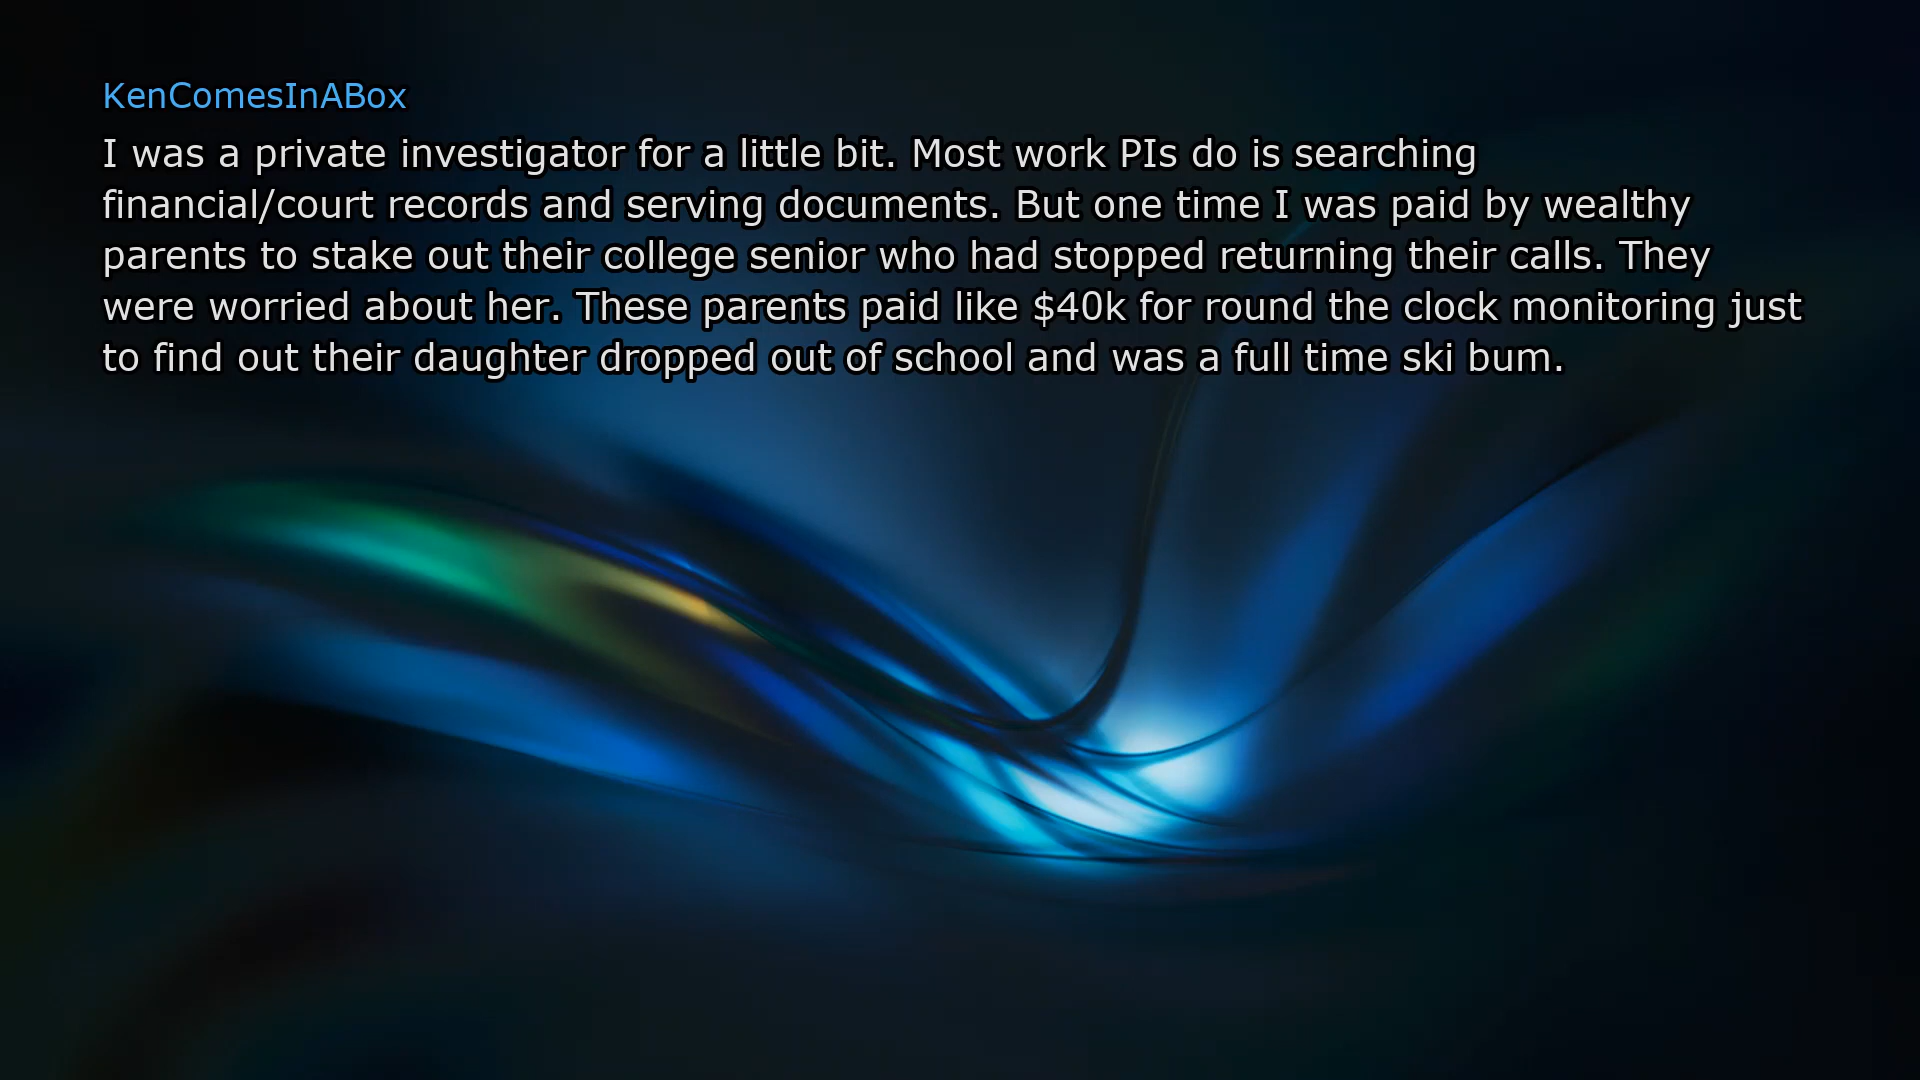 KenComesInABox
I was a private investigator for a little bit. Most work PIs do is searching
financial/court records and serving documents. But one time I was paid by wealthy
parents to stake out their college senior who had stopped returning their calls. They
were worried about her. These parents paid like $40k for round the clock monitoring just
to find out their daughter dropped out of school and was a full time ski bum.